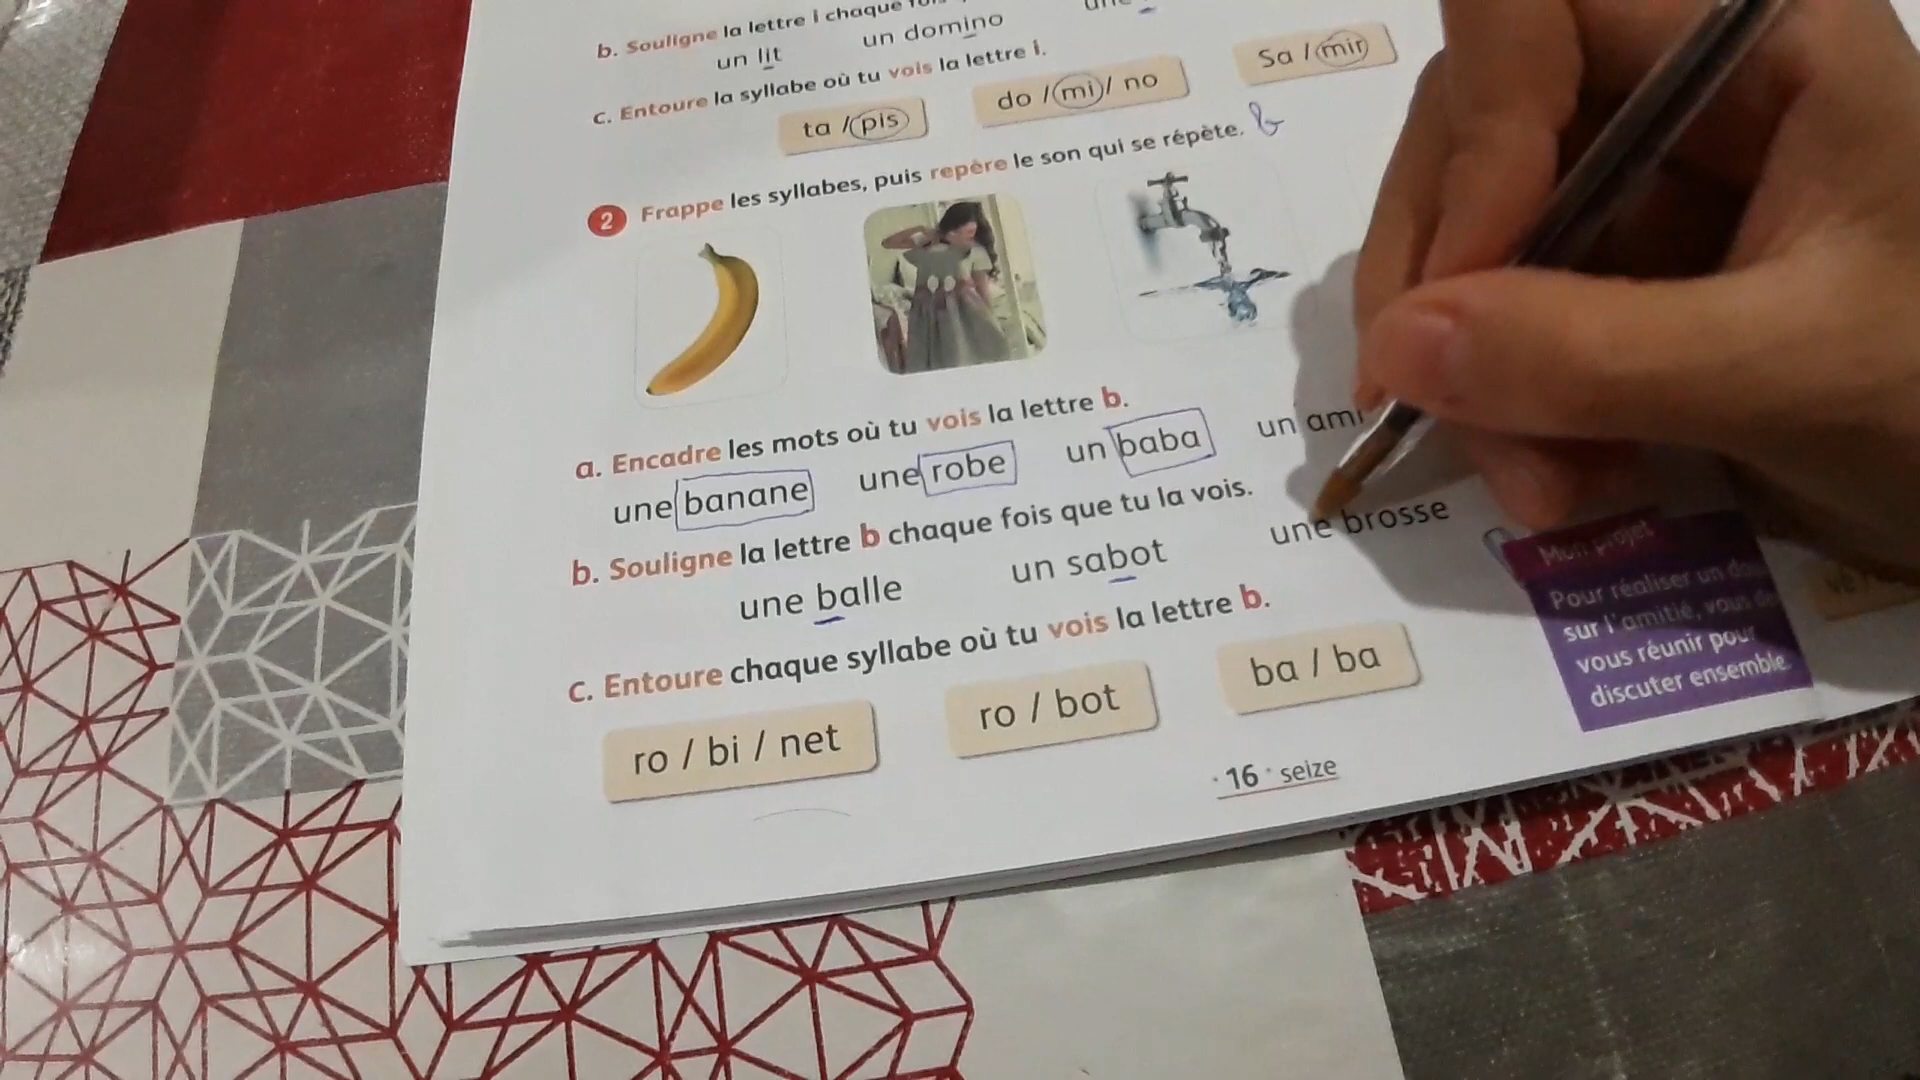 b. Souligne la lettre i chaque
un lit un domino
c. Entoure la syllabe où tu vois la lettre i.
ta / pis do / mi / no Sa / mir
2 Frappe les syllabes, puis repère le son qui se répète. b
a. Encadre les mots où tu vois la lettre b.
une banane une robe un baba un ami
b. Souligne la lettre b chaque fois que tu la vois.
une balle un sabot une brosse
c. Entoure chaque syllabe où tu vois la lettre b.
ro / bi / net ro / bot ba / ba
· 16 · seize
Mon projet
Pour réaliser un
sur l'amitié, vous
vous réunir pour
discuter ensemble